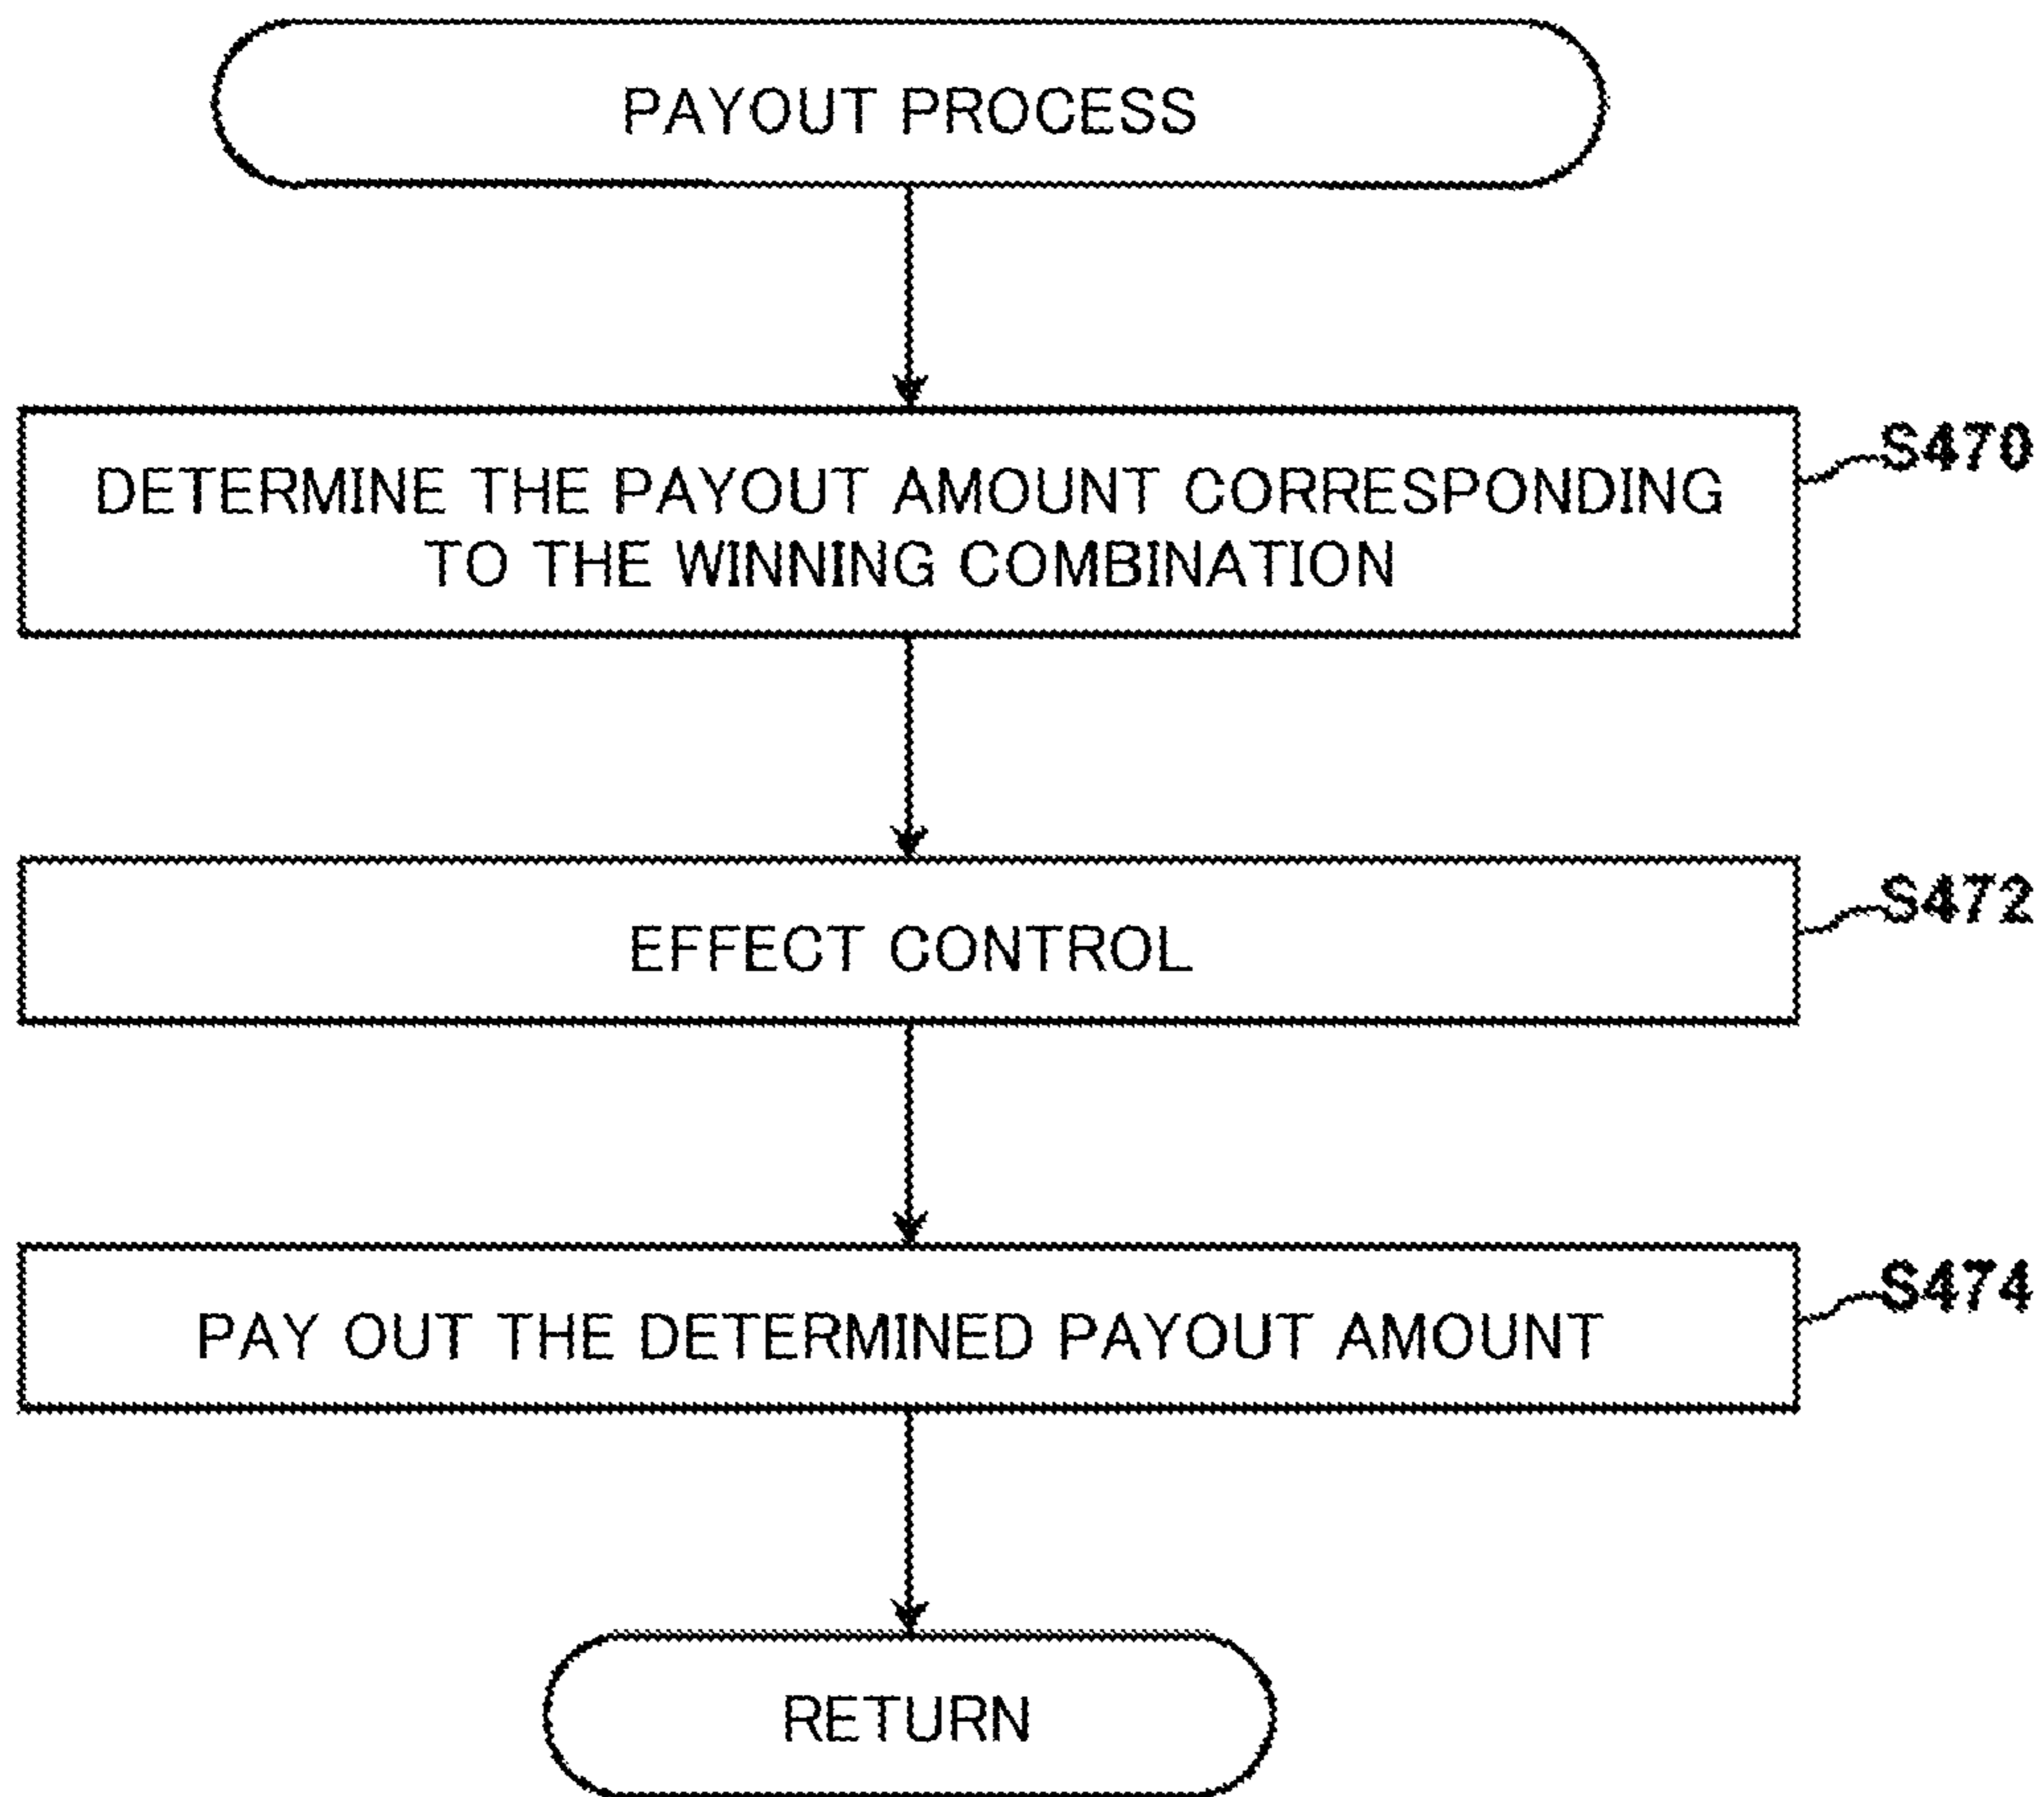 PAYOUT PROCESS
DETERMINE THE PAYOUT AMOUNT CORRESPONDING
TO THE WINNING COMBINATION
S470
EFFECT CONTROL
S472
PAY OUT THE DETERMINED PAYOUT AMOUNT
S474
RETURN